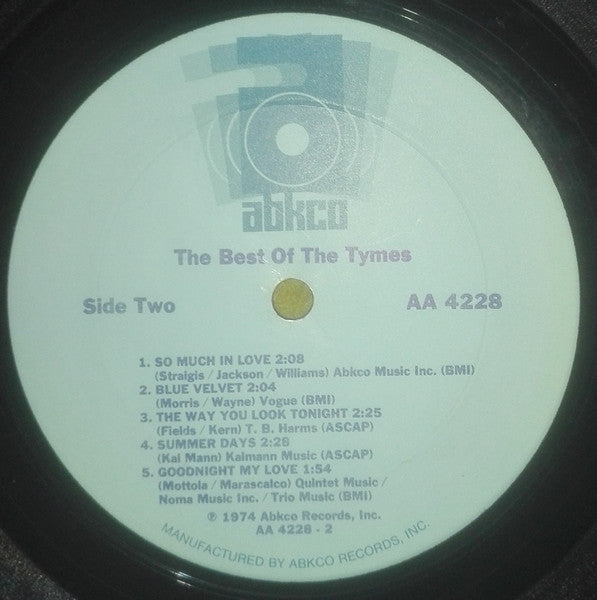 abkco
The Best Of The Tymes
Side Two
AA 4228
1. SO MUCH IN LOVE 2:08
(Straigis / Jackson / Williams) Abkco Music Inc. (BMI)
2. BLUE VELVET 2:04
(Morris / Wayne) Vogue (BMI)
3. THE WAY YOU LOOK TONIGHT 2:25
(Fields / Kern) T. B. Harms (ASCAP)
4. SUMMER DAYS 2:28
(Kal Mann) Kalmann Music (ASCAP)
5. GOODNIGHT MY LOVE 1:54
(Mottola / Marascalco) Quintet Music /
Noma Music Inc. / Trio Music (BMI)
℗ 1974 Abkco Records, Inc.
AA 4228 - 2
MANUFACTURED BY ABKCO RECORDS, INC.